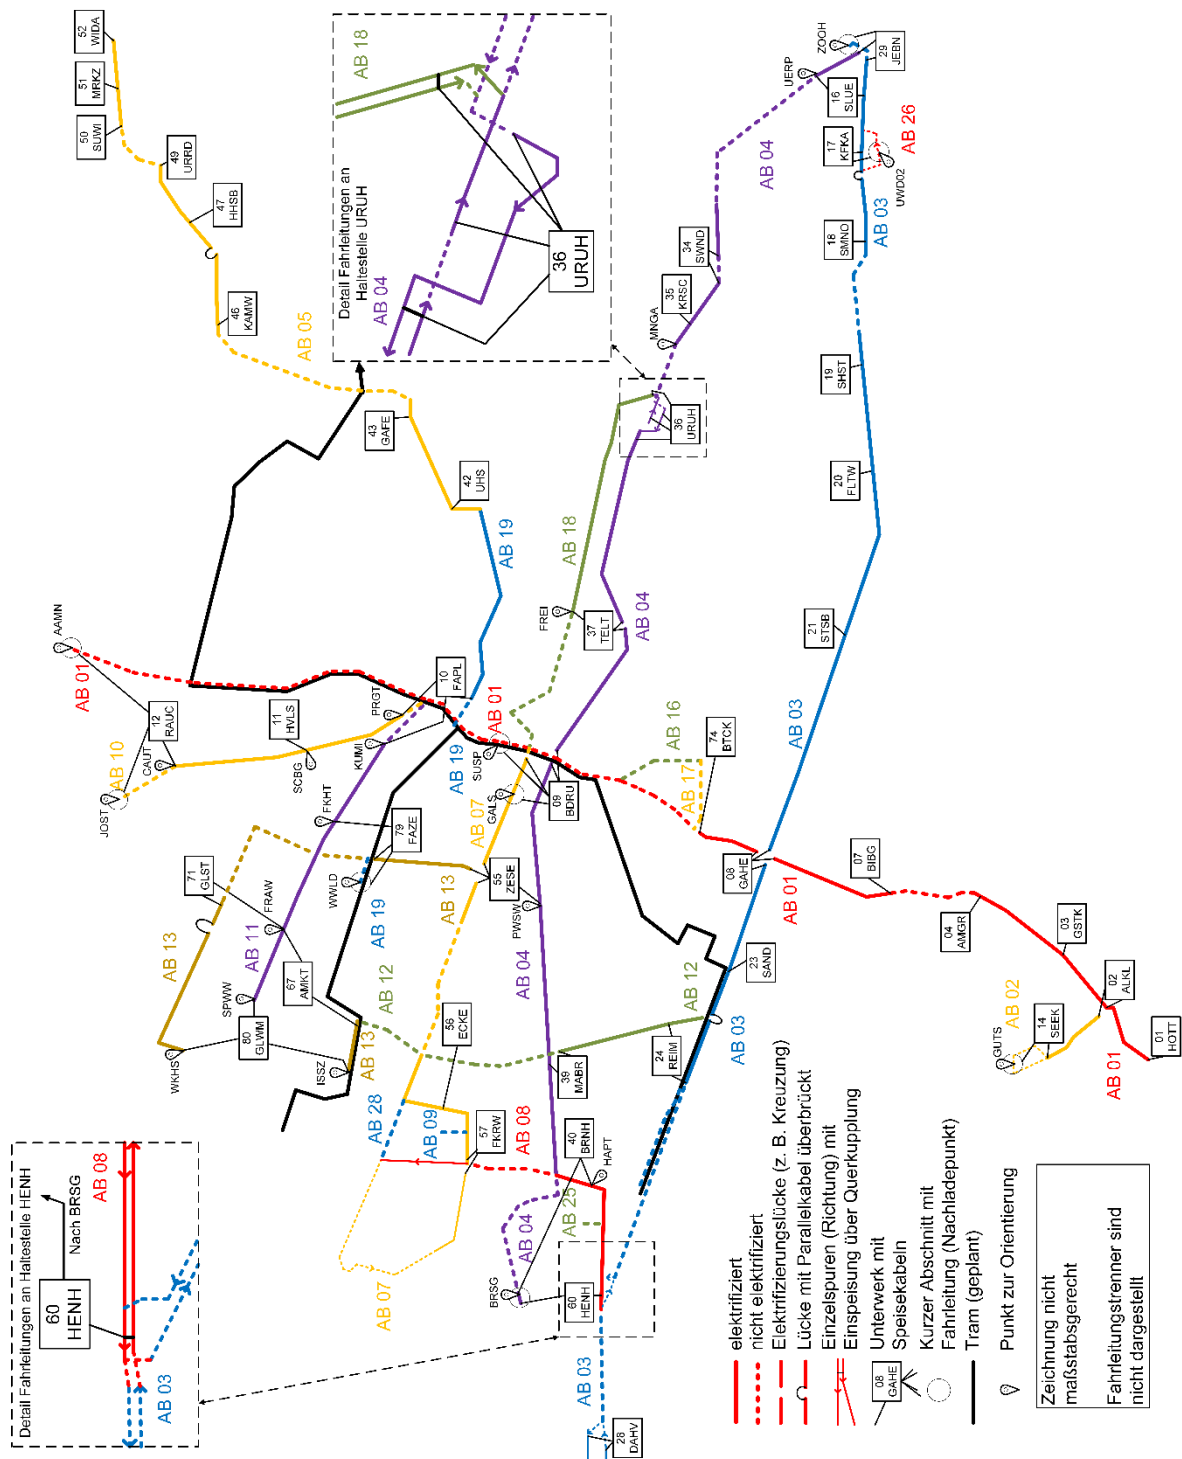 52
WIDA
51
MRKZ
50
SUWI
49
URRD
47
HHSB
46
KAMW
AB 05
43
GAFE
42
UHS
AB 19
Detail Fahrleitungen an
Haltestelle URUH
AB 18
AB 04
36
URUH
ZOOH
29
JEBN
UERP
16
SLUE
17
KFKA
AB 26
UWD02
AB 03
18
SMNO
AB 04
34
SWND
35
KRSC
MNGA
36
URUH
19
SHST
20
FLTW
21
STSB
AB 03
AB 18
FREI
37
TELT
AB 04
AAMN
AB 01
12
RAUC
AB 10
JOST
CAUT
11
HVLS
SCBG
PRGT
10
FAPL
KUMI
AB 19
AB 01
SUSP
GALS
09
BDRU
AB 07
AB 16
AB 17
74
BTCK
FKHT
79
FAZE
WWLD
AB 19
71
GLST
AB 13
FRAW
AB 11
67
AMKT
SPWW
80
GLWM
WKHS
ISSZ
AB 13
AB 12
AB 13
55
ZESE
PWSW
AB 04
08
GAHE
AB 01
07
BIBG
04
AMGR
03
GSTK
02
ALKL
AB 02
14
SEEK
GUTS
AB 01
01
HOTT
23
SAND
AB 12
AB 03
24
REIM
39
MABR
56
ECKE
AB 28
AB 09
57
FKRW
AB 08
40
BRNH
HAPT
AB 25
AB 04
BRSG
60
HENH
AB 07
AB 03
28
DAHV
Detail Fahrleitungen an Haltestelle HENH
60
HENH
Nach BRSG
AB 08
AB 03
elektrifiziert
nicht elektrifiziert
Elektrifizierungslücke (z. B. Kreuzung)
Lücke mit Parallelkabel überbrückt
Einzelspuren (Richtung) mit
Einspeisung über Querkupplung
08
GAHE
Unterwerk mit
Speisekabeln
Kurzer Abschnitt mit
Fahrleitung (Nachladepunkt)
Tram (geplant)
Punkt zur Orientierung
Zeichnung nicht
maßstabsgerecht
Fahrleitungstrenner sind
nicht dargestellt